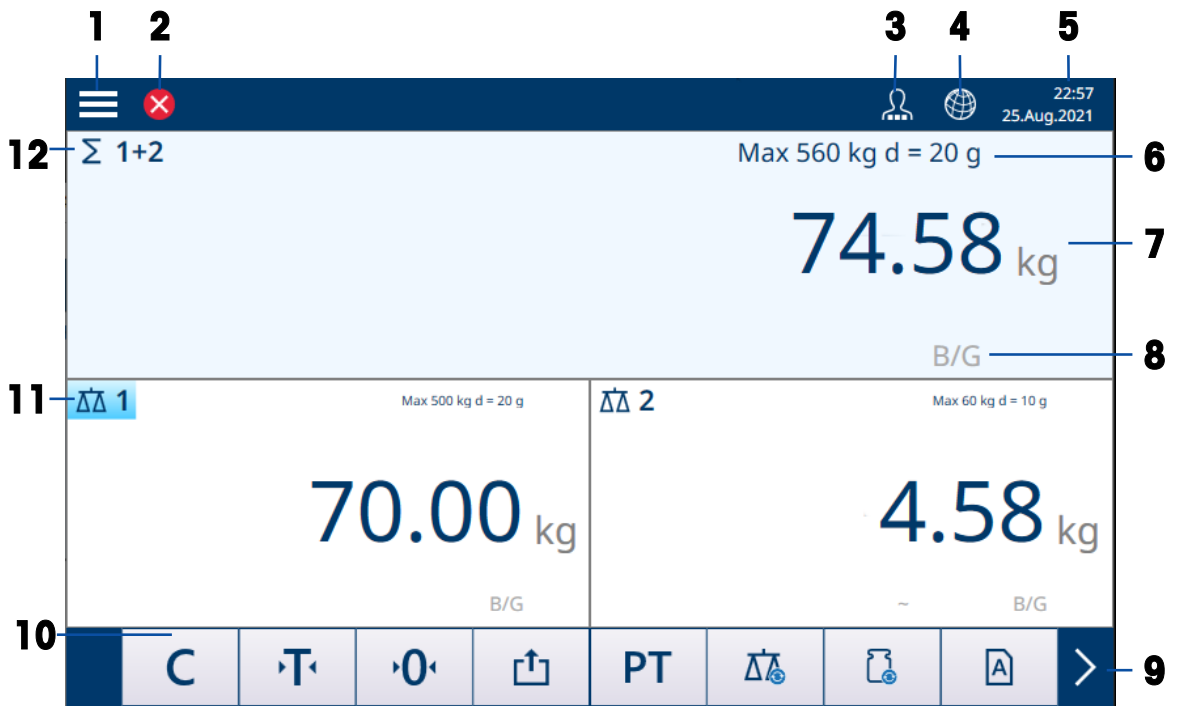 1 2 3 4 5
22:57
25.Aug.2021
12 Σ 1+2 Max 560 kg d = 20 g 6
74.58 kg 7
B/G 8
11 1 Max 500 kg d = 20 g 2 Max 60 kg d = 10 g
70.00 kg 4.58 kg
B/G ~ B/G
10 C T 0 PT A 9